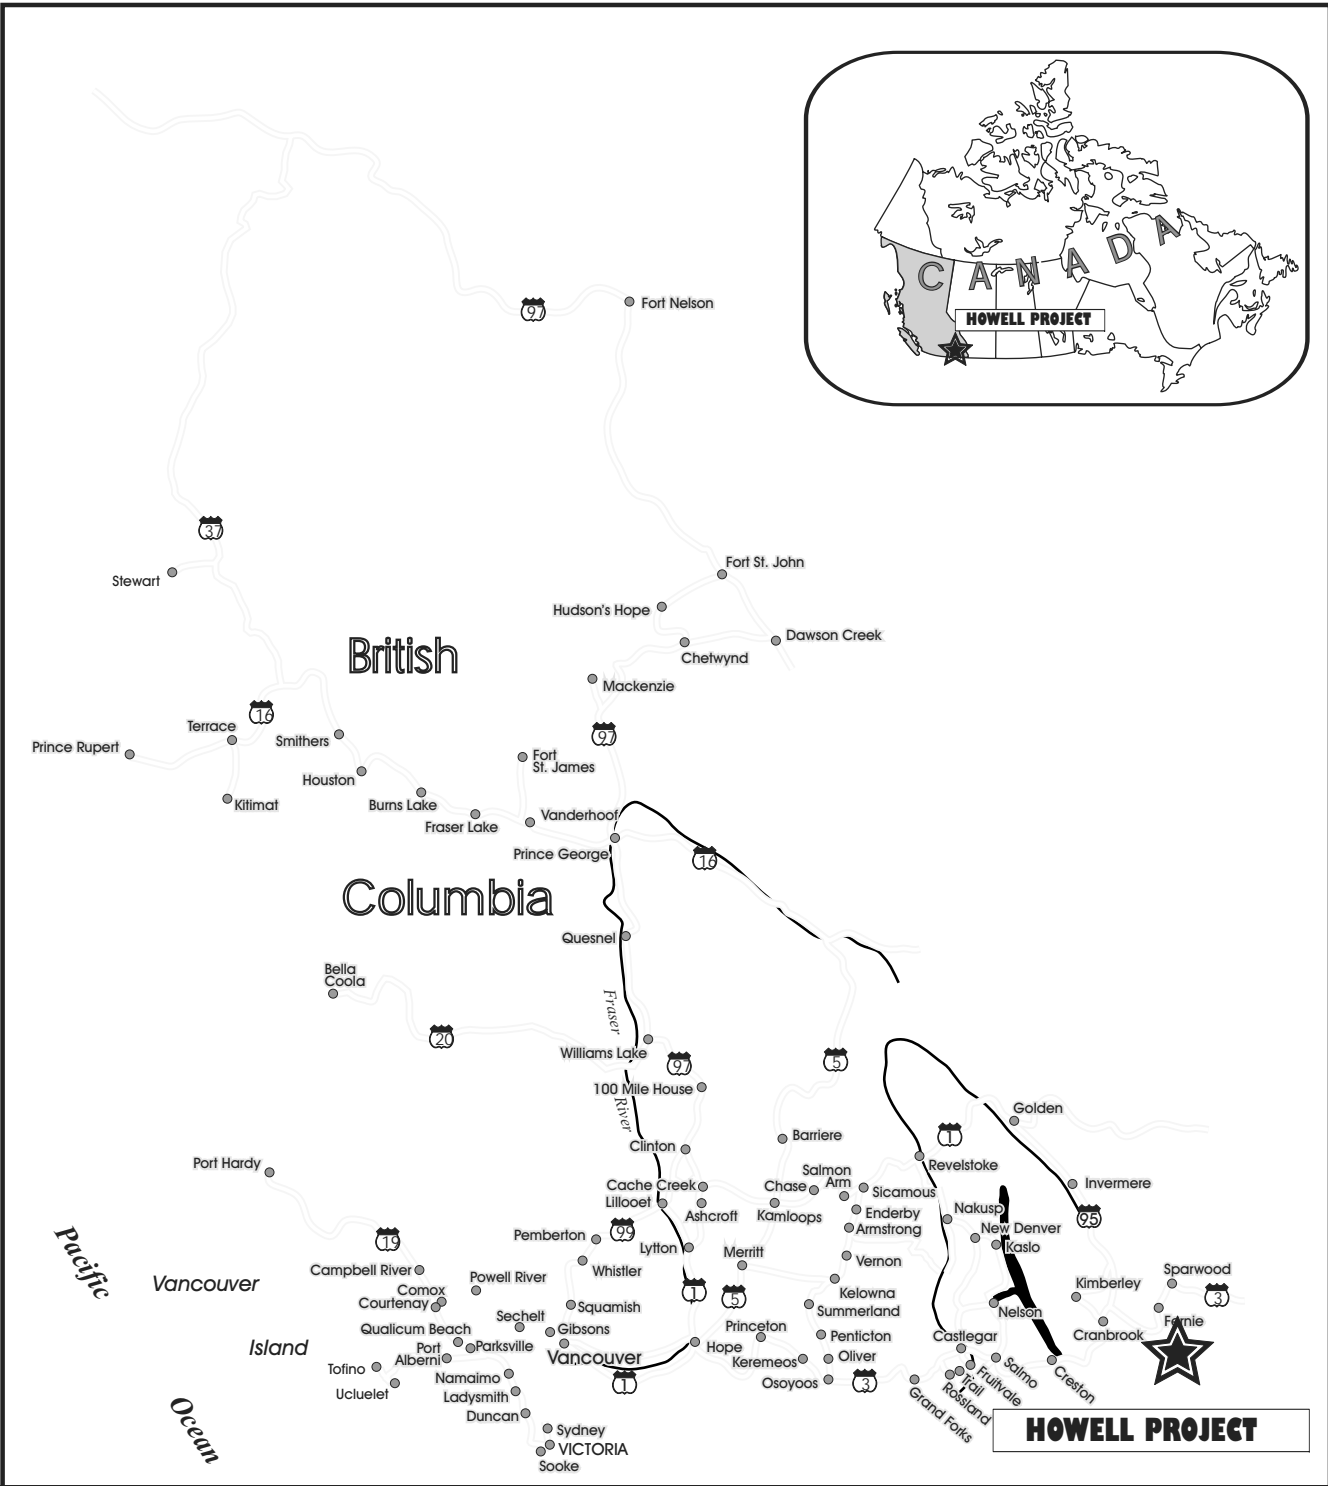 C A N A D A
HOWELL PROJECT
97
Fort Nelson
37
Stewart
Fort St. John
Hudson's Hope
Dawson Creek
Chetwynd
British
Mackenzie
16
Terrace
Prince Rupert
Smithers
97
Fort
St. James
Houston
Kitimat
Burns Lake
Fraser Lake
Vanderhoof
Prince George
16
Columbia
Quesnel
Bella
Coola
Fraser
20
Williams Lake
97
5
100 Mile House
River
Golden
1
Barriere
Clinton
Port Hardy
Revelstoke
Salmon
Arm
Chase
Sicamous
Invermere
Cache Creek
Lillooet
Ashcroft
Kamloops
Enderby
Armstrong
Nakusp
95
New Denver
Kaslo
99
Pemberton
Lytton
19
Pacific
Merritt
Vernon
Whistler
Campbell River
Vancouver
Powell River
Sparwood
Comox
Courtenay
1
5
Kelowna
Kimberley
3
Squamish
Summerland
Nelson
Sechelt
Gibsons
Fernie
Qualicum Beach
Princeton
Penticton
Castlegar
Cranbrook
Island
Port
Alberni
Parksville
Vancouver
Hope
Keremeos
Oliver
Tofino
Namaimo
1
Osoyoos
3
Salmo
Creston
Fruitvale
Trail
Rossland
Grand Forks
Ucluelet
Ladysmith
Duncan
Ocean
Sydney
VICTORIA
Sooke
HOWELL PROJECT